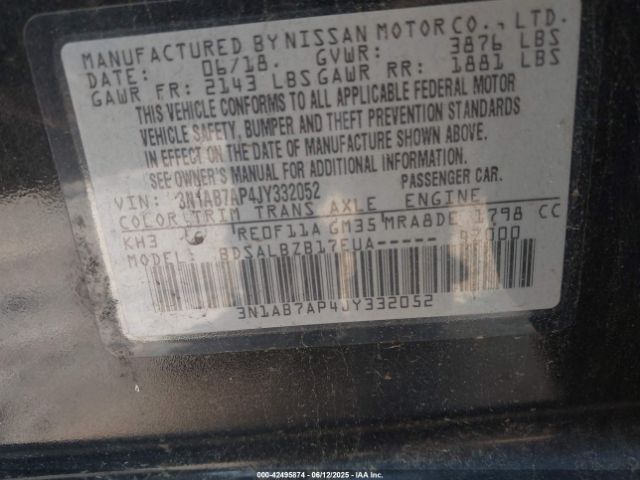 MANUFACTURED BY NISSAN MOTOR CO., LTD.
DATE: 06/18. GVWR: 3876 LBS
GAWR FR: 2143 LBS GAWR RR: 1881 LBS
THIS VEHICLE CONFORMS TO ALL APPLICABLE FEDERAL MOTOR
VEHICLE SAFETY, BUMPER AND THEFT PREVENTION STANDARDS
IN EFFECT ON THE DATE OF MANUFACTURE SHOWN ABOVE.
SEE OWNER'S MANUAL FOR ADDITIONAL INFORMATION.
VIN: 3N1AB7AP4JY332052 PASSENGER CAR.
COLOR TRIM TRANS AXLE ENGINE
KH3 RE0F11A GM35 MRA8DE 1798 CC
MODEL: BDSALBZB17EUA-----
3N1AB7AP4JY332052
000-42495874 - 06/12/2025 - IAAI.COM